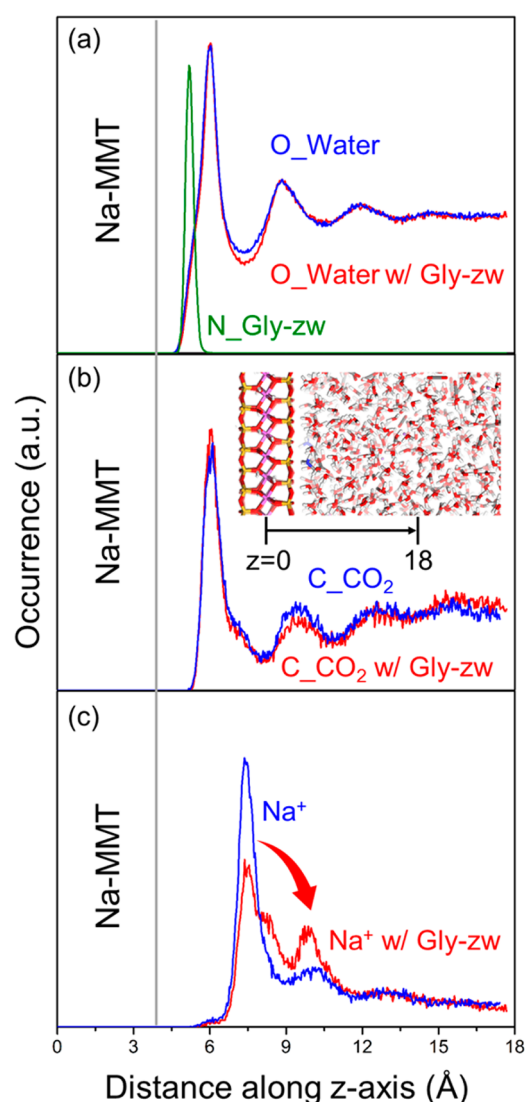 Occurrence (a.u.)
(a)
Na-MMT
O_Water
O_Water w/ Gly-zw
N_Gly-zw
(b)
Na-MMT
z=0
18
C_CO₂
C_CO₂ w/ Gly-zw
(c)
Na-MMT
Na⁺
Na⁺ w/ Gly-zw
0 3 6 9 12 15 18
Distance along z-axis (Å)